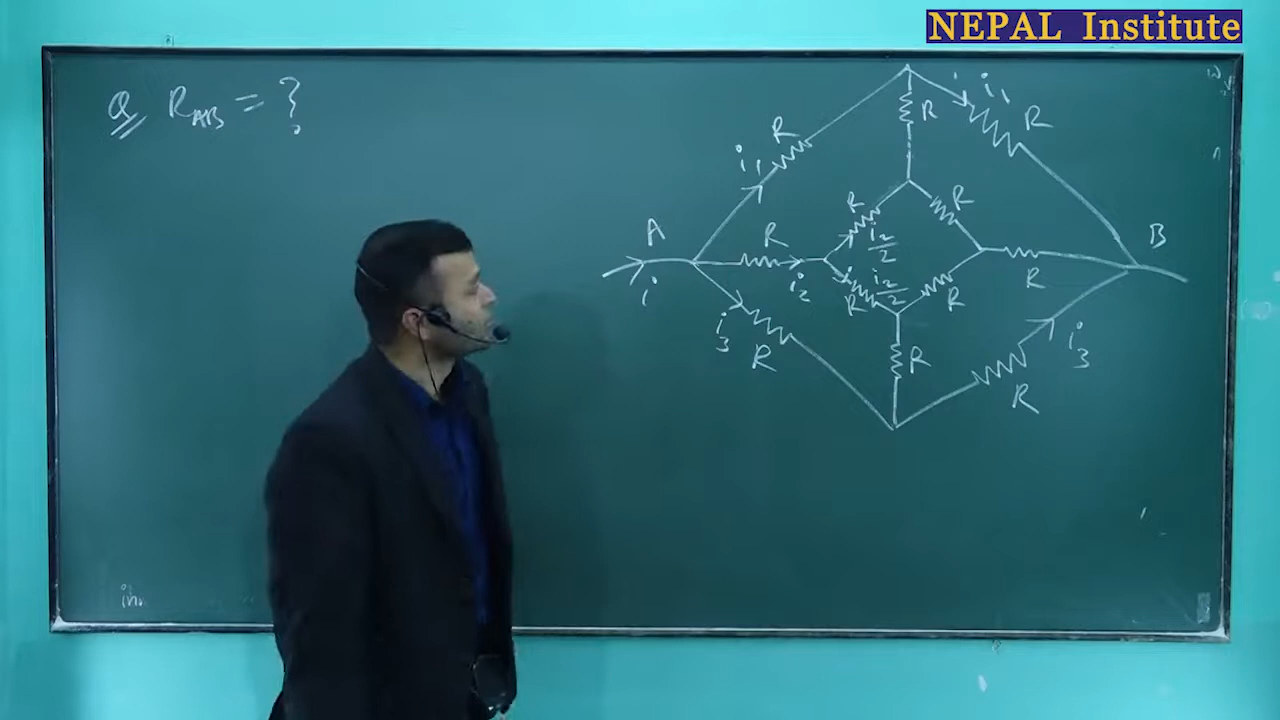 NEPAL Institute
Q R_AB = ?
i₁ R
R
R i₁
A
i
R
i₂
R
i₂/2
R
i₂/2
R
R
R
R
B
i₃
R
R
R
i₃